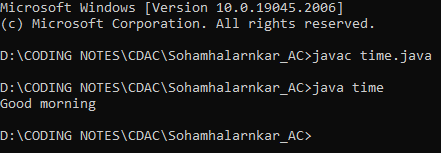 Microsoft Windows [Version 10.0.19045.2006]
(c) Microsoft Corporation. All rights reserved.
D:\CODING NOTES\CDAC\Sohamhalarnkar_AC>javac time.java
D:\CODING NOTES\CDAC\Sohamhalarnkar_AC>java time
Good morning
D:\CODING NOTES\CDAC\Sohamhalarnkar_AC>